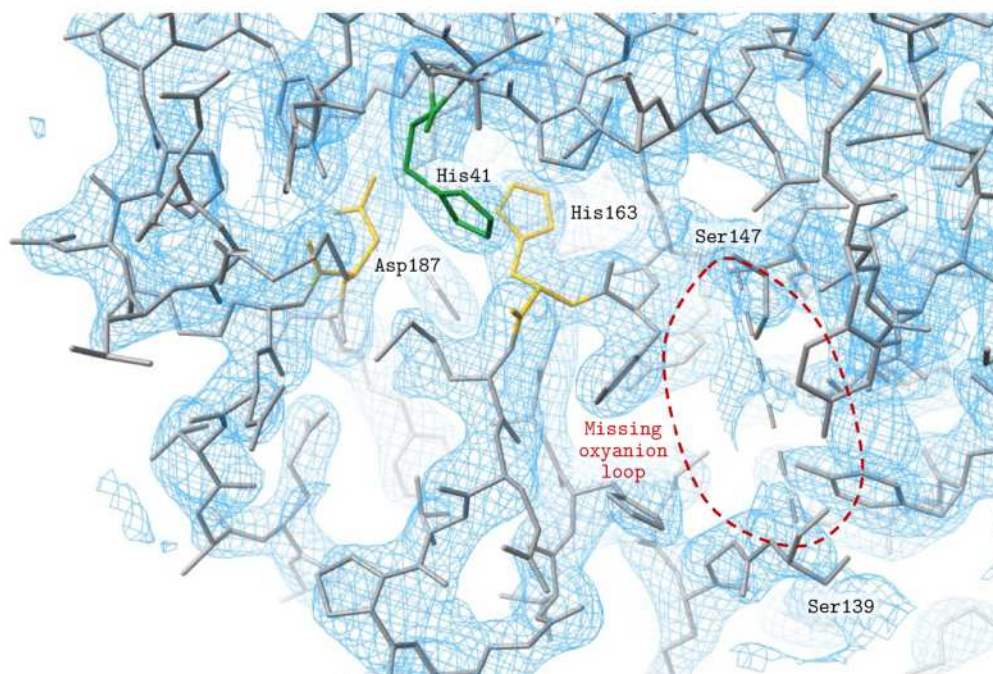 His41
His163
Ser147
Asp187
Missing
oxyanion
loop
Ser139